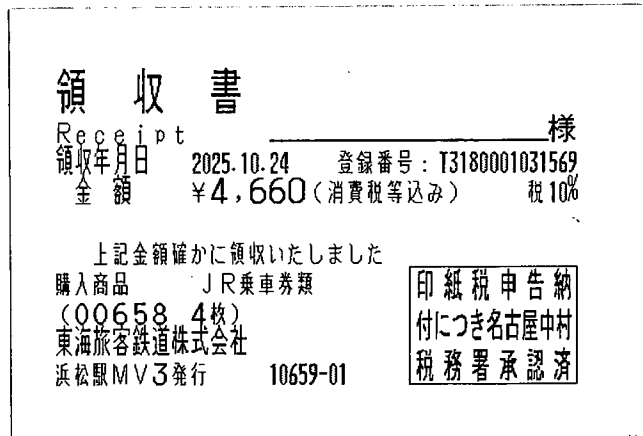 領収書
Receipt 様
領収年月日 2025.10.24 登録番号:T3180001031569
金額 ¥4,660(消費税等込み) 税10%
上記金額確かに領収いたしました
購入商品 JR乗車券類
(00658 4枚)
東海旅客鉄道株式会社
浜松駅MV3発行 10659-01
印紙税申告納
付につき名古屋中村
税務署承認済